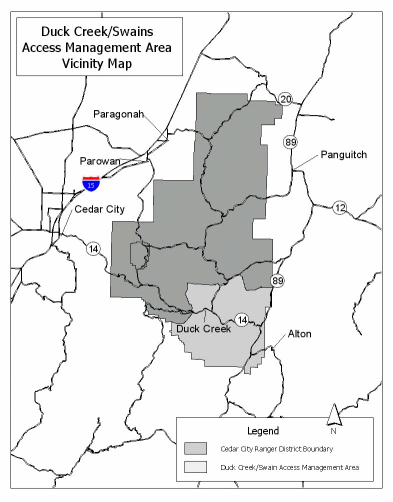 Duck Creek/Swains
Access Management Area
Vicinity Map
20
Paragonah
89
Parowan
Panguitch
15
Cedar City
12
14
89
14
Duck Creek
Alton
N
Legend
Cedar City Ranger District Boundary
Duck Creek/Swain Access Management Area